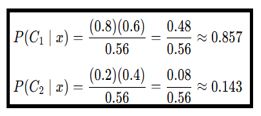 P(C₁ | x) = (0.8)(0.6)/0.56 = 0.48/0.56 ≈ 0.857
P(C₂ | x) = (0.2)(0.4)/0.56 = 0.08/0.56 ≈ 0.143